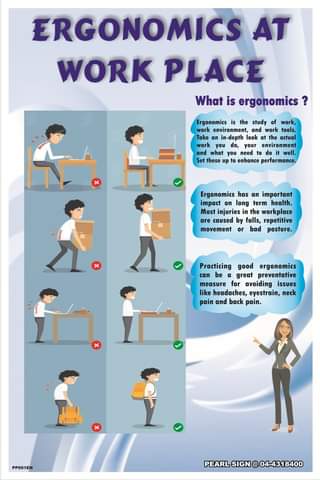 ERGONOMICS AT
WORK PLACE
What is ergonomics ?
Ergonomics is the study of work,
work environment, and work tools.
Take an in-depth look at the actual
work you do, your environment
and what you need to do it well.
Set these up to enhance performance.
Ergonomics has an important
impact on long term health.
Most injuries in the workplace
are caused by falls, repetitive
movement or bad posture.
Practicing good ergonomics
can be a great preventative
measure for avoiding issues
like headaches, eyestrain, neck
pain and back pain.
PEARL SIGN @ 04-4318400